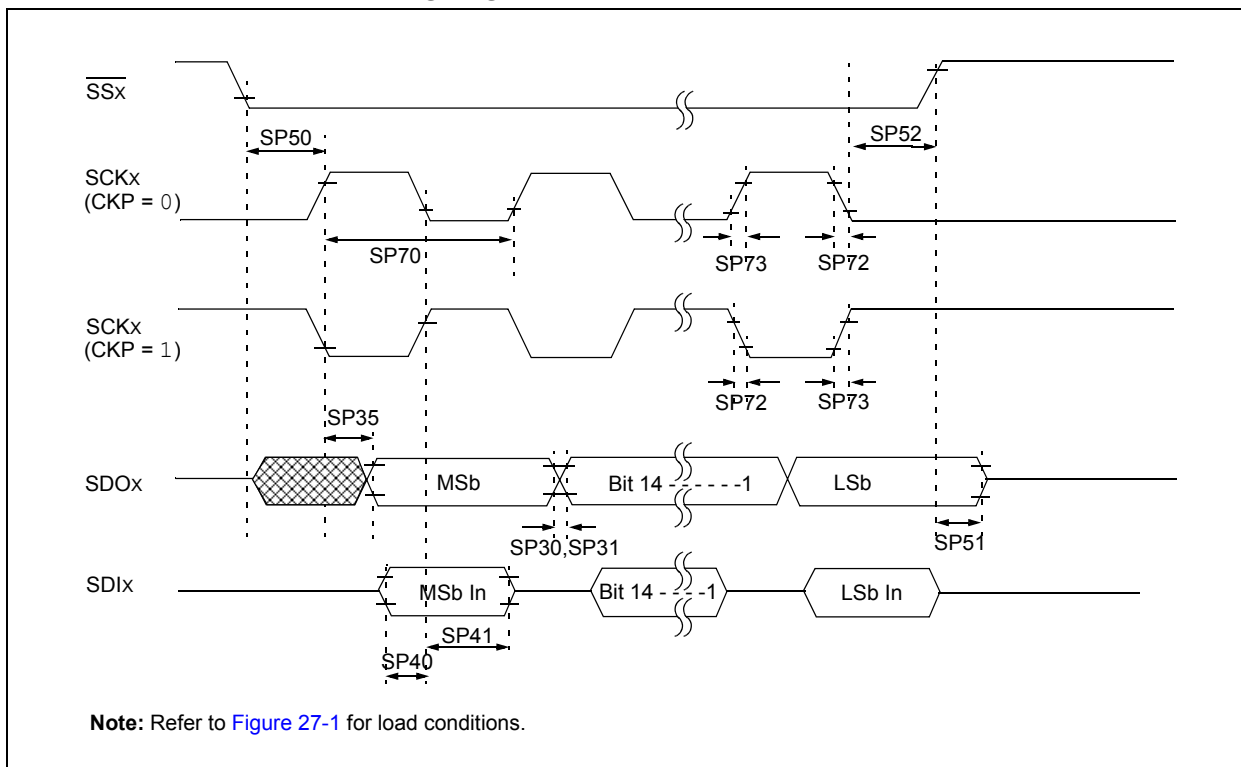 SSx
SP50
SP52
SCKx
(CKP = 0)
SP70
SP73
SP72
SCKx
(CKP = 1)
SP72
SP73
SP35
SDOx
MSb
Bit 14 - - - - - -1
LSb
SP30,SP31
SP51
SDIx
MSb In
Bit 14 - - - -1
LSb In
SP41
SP40
Note: Refer to Figure 27-1 for load conditions.